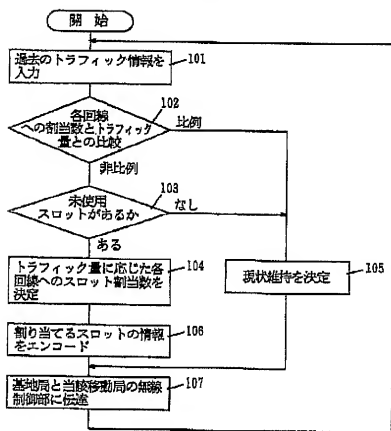 開　始
過去のトラフィック情報を
入力
101
各回線
への割当数とトラフィック
量との比較
102
比例
非比例
103
未使用
スロットがあるか
なし
ある
トラフィック量に応じた各
回線へのスロット割当数を
決定
104
現状維持を決定
105
割り当てるスロットの情報
をエンコード
106
基地局と当該移動局の無線
制御部に伝達
107